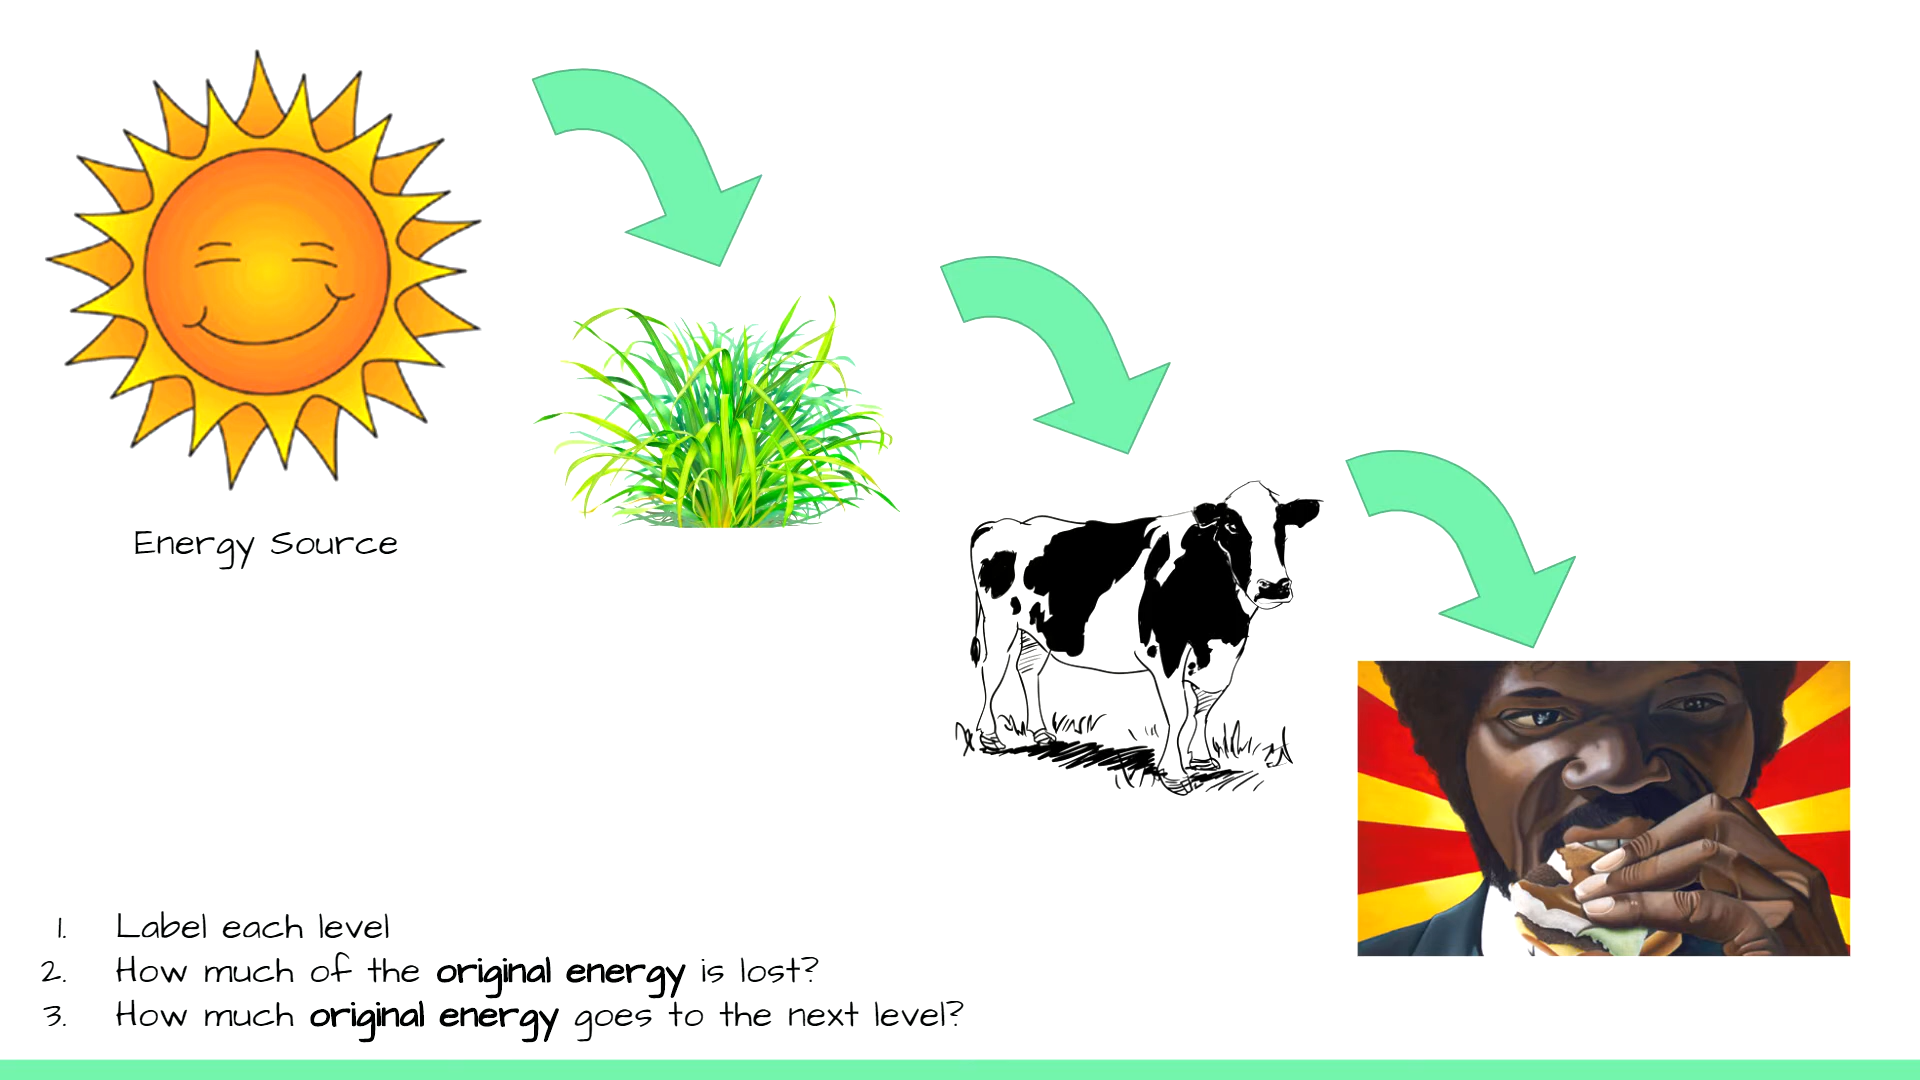 Energy Source
1. Label each level
2. How much of the original energy is lost?
3. How much original energy goes to the next level?